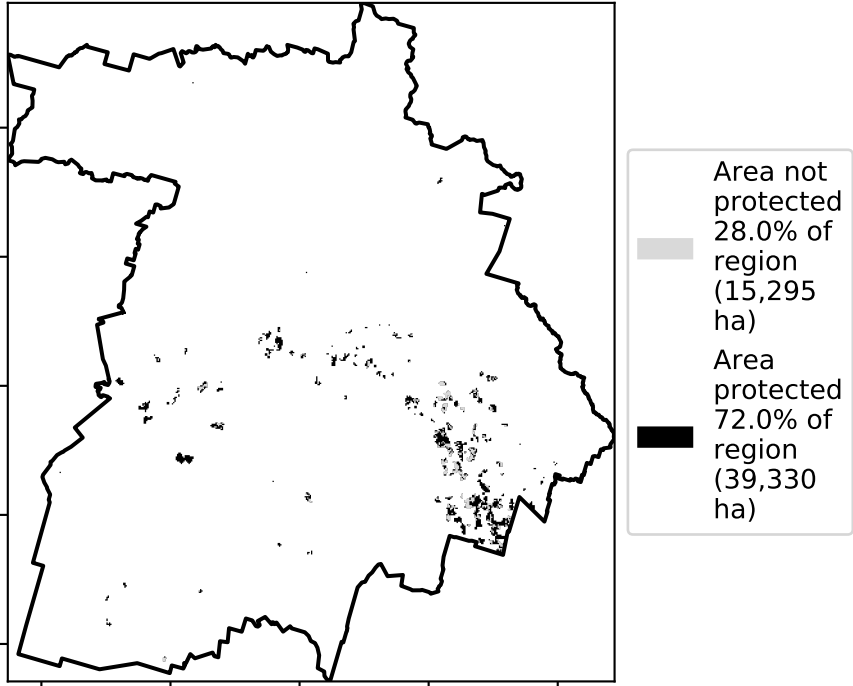 Area not
protected
28.0% of
region
(15,295
ha)
Area
protected
72.0% of
region
(39,330
ha)